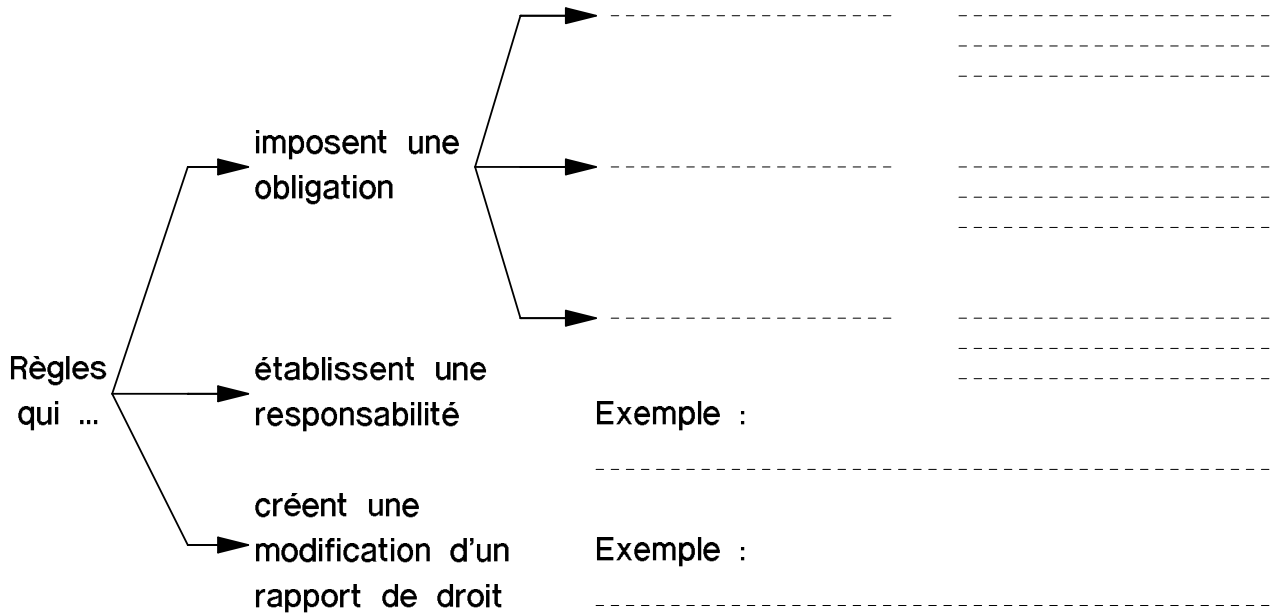 imposent une
obligation
Règles
qui ...
établissent une
responsabilité
Exemple :
créent une
modification d'un
rapport de droit
Exemple :